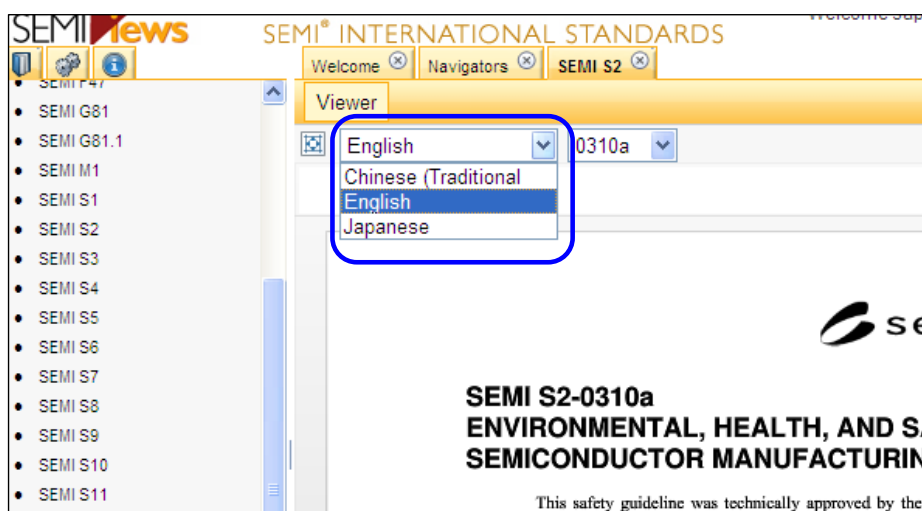 SEMIViews
SEMI® INTERNATIONAL STANDARDS
Welcome
Navigators
SEMI S2
SEMI F47
SEMI G81
SEMI G81.1
SEMI M1
SEMI S1
SEMI S2
SEMI S3
SEMI S4
SEMI S5
SEMI S6
SEMI S7
SEMI S8
SEMI S9
SEMI S10
SEMI S11
Viewer
English 0310a
Chinese (Traditional
English
Japanese
se
SEMI S2-0310a
ENVIRONMENTAL, HEALTH, AND SA
SEMICONDUCTOR MANUFACTURIN
This safety guideline was technically approved by the